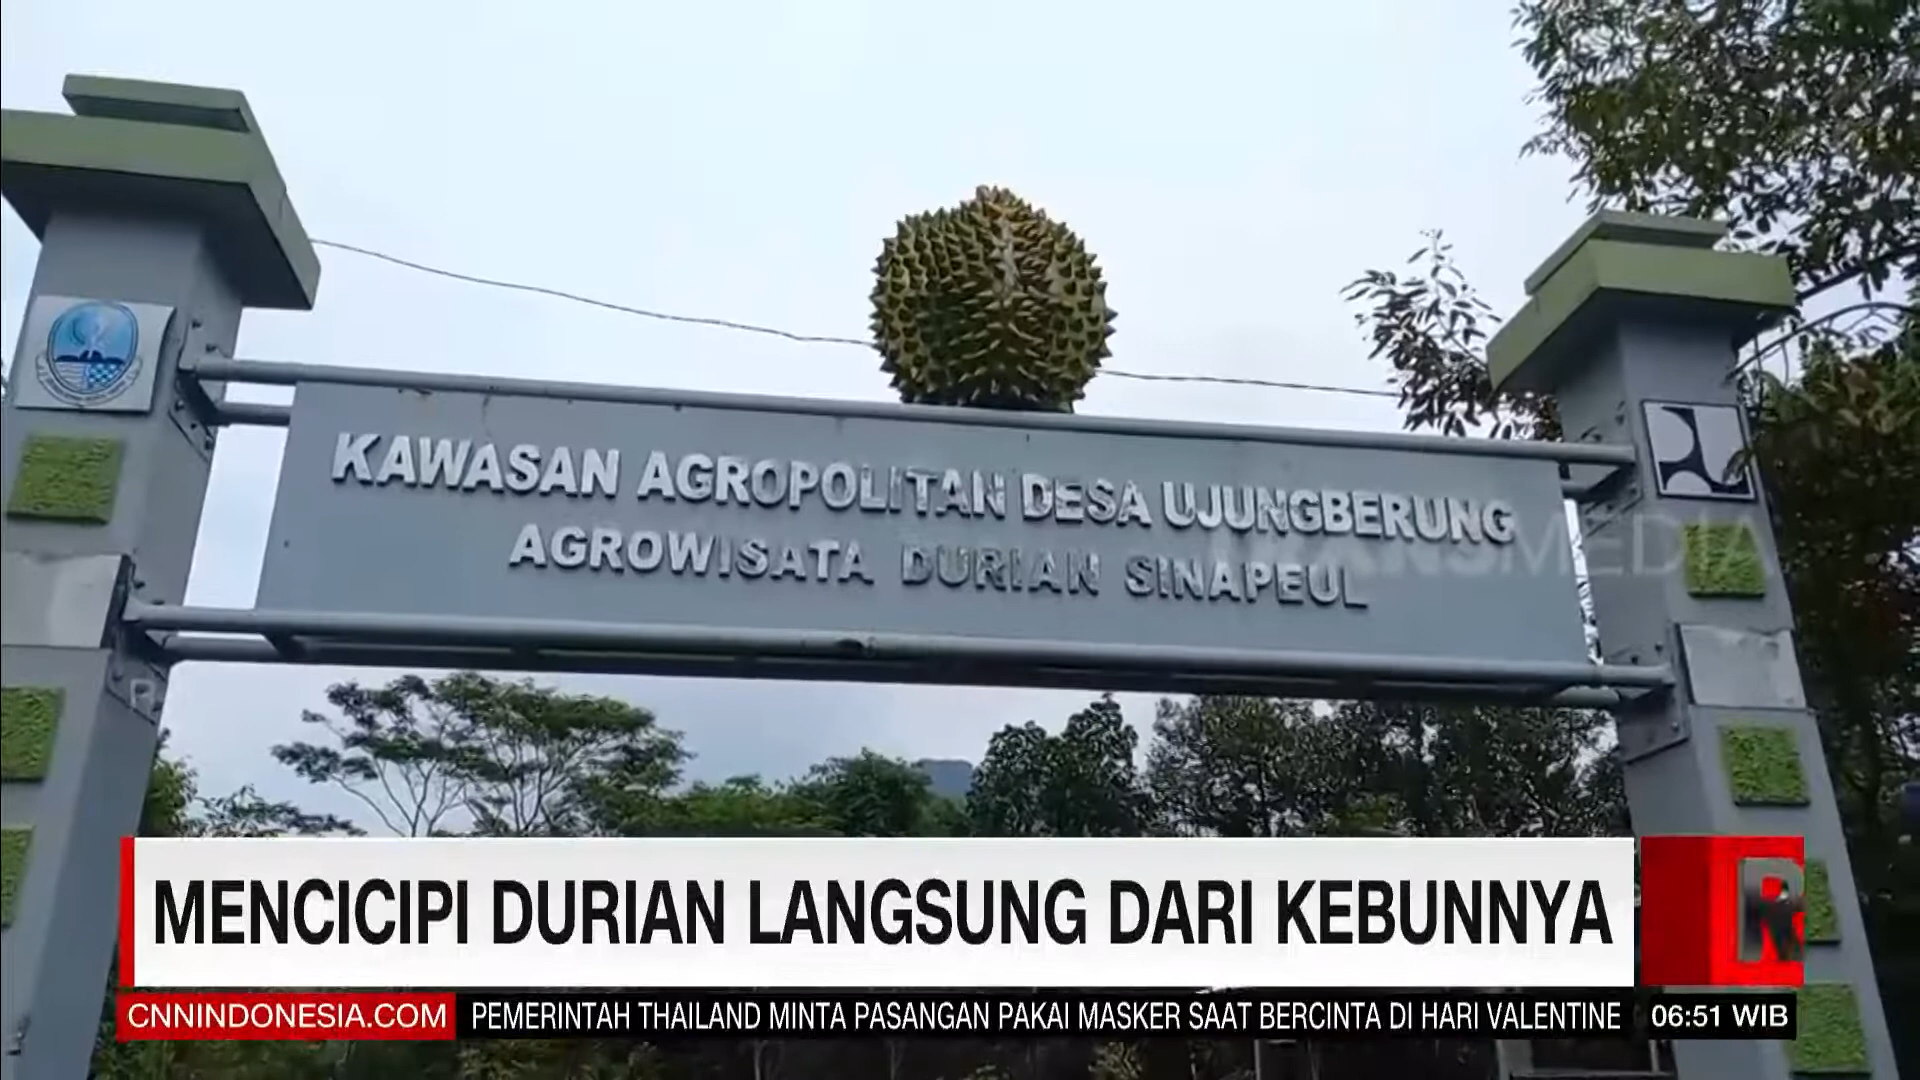 KAWASAN AGROPOLITAN DESA UJUNGBERUNG
AGROWISATA DURIAN SINAPEUL
TRANSMEDIA
MENCICIPI DURIAN LANGSUNG DARI KEBUNNYA
R
CNNINDONESIA.COM PEMERINTAH THAILAND MINTA PASANGAN PAKAI MASKER SAAT BERCINTA DI HARI VALENTINE 06:51 WIB